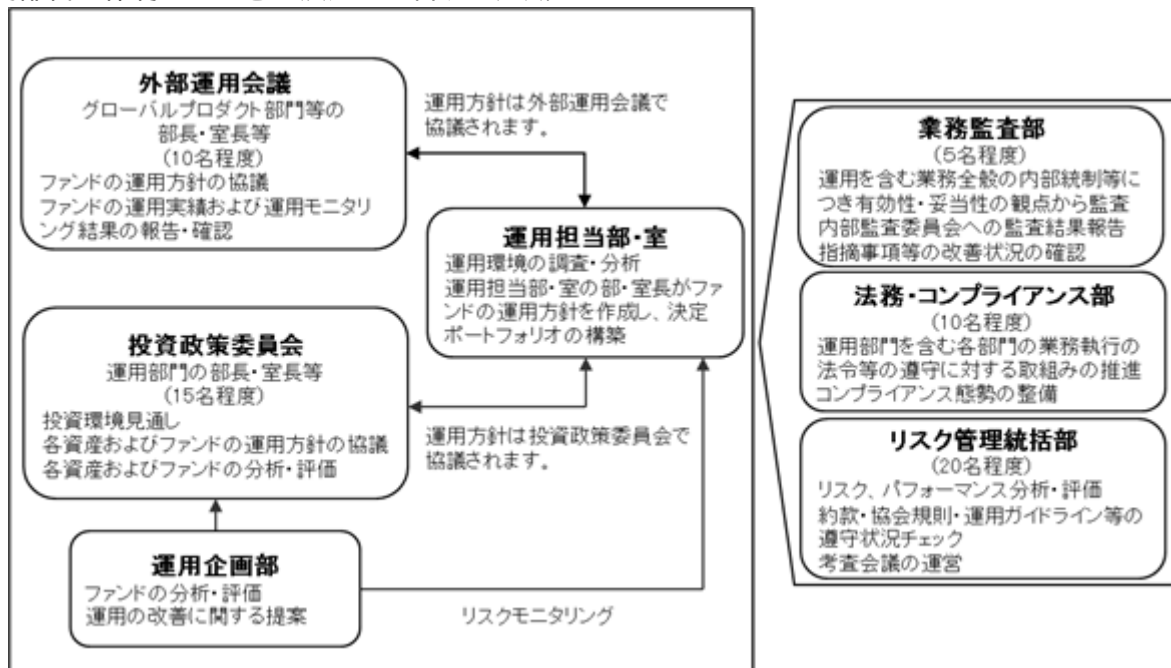 外部運用会議
グローバルプロダクト部門等の
部長・室長等
(10名程度)
ファンドの運用方針の協議
ファンドの運用実績および運用モニタリ
ング結果の報告・確認
運用方針は外部運用会議で
協議されます。
運用担当部・室
運用環境の調査・分析
運用担当部・室の部・室長がファ
ンドの運用方針を作成し、決定
ポートフォリオの構築
投資政策委員会
運用部門の部長・室長等
(15名程度)
投資環境見通し
各資産およびファンドの運用方針の協議
各資産およびファンドの分析・評価
運用方針は投資政策委員会で
協議されます。
運用企画部
ファンドの分析・評価
運用の改善に関する提案
リスクモニタリング
業務監査部
(5名程度)
運用を含む業務全般の内部統制等に
つき有効性・妥当性の観点から監査
内部監査委員会への監査結果報告
指摘事項等の改善状況の確認
法務・コンプライアンス部
(10名程度)
運用部門を含む各部門の業務執行の
法令等の遵守に対する取組みの推進
コンプライアンス態勢の整備
リスク管理統括部
(20名程度)
リスク、パフォーマンス分析・評価
約款・協会規則・運用ガイドライン等の
遵守状況チェック
考査会議の運営